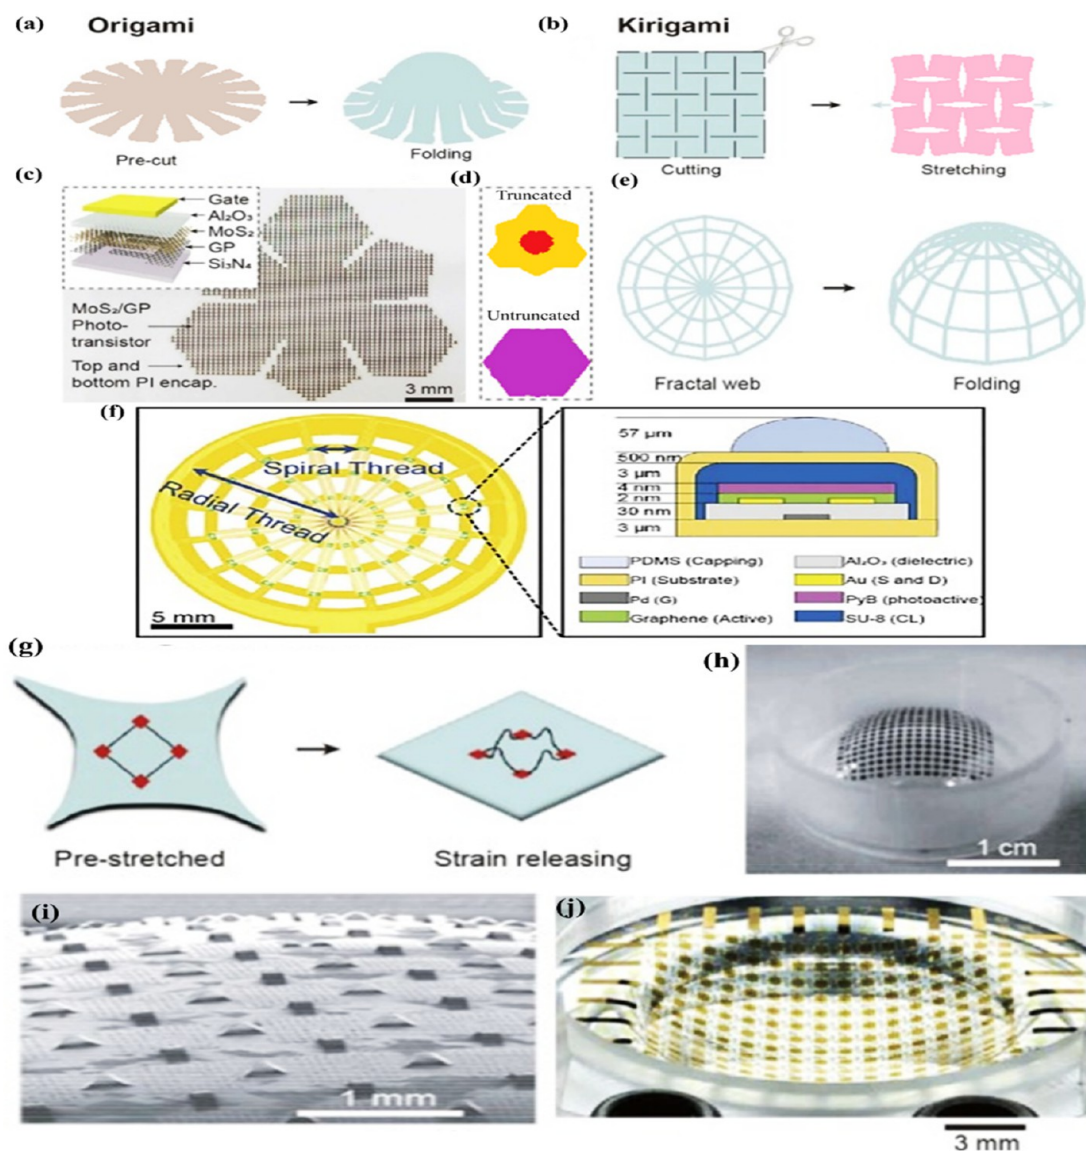 (a) Origami
Pre-cut
Folding
(b) Kirigami
Cutting
Stretching
(c)
Gate
Al₂O₃
MoS₂
GP
Si₃N₄
MoS₂/GP
Photo-
transistor
Top and
bottom PI encap.
3 mm
(d)
Truncated
Untruncated
(e)
Fractal web
Folding
(f)
Spiral Thread
Radial Thread
5 mm
57 μm
500 nm
3 μm
4 nm
2 nm
30 nm
3 μm
PDMS (Capping)
PI (Substrate)
Pd (G)
Graphene (Active)
Al₂O₃ (dielectric)
Au (S and D)
PyB (photoactive)
SU-8 (CL)
(g)
Pre-stretched
Strain releasing
(h)
1 cm
(i)
1 mm
(j)
3 mm